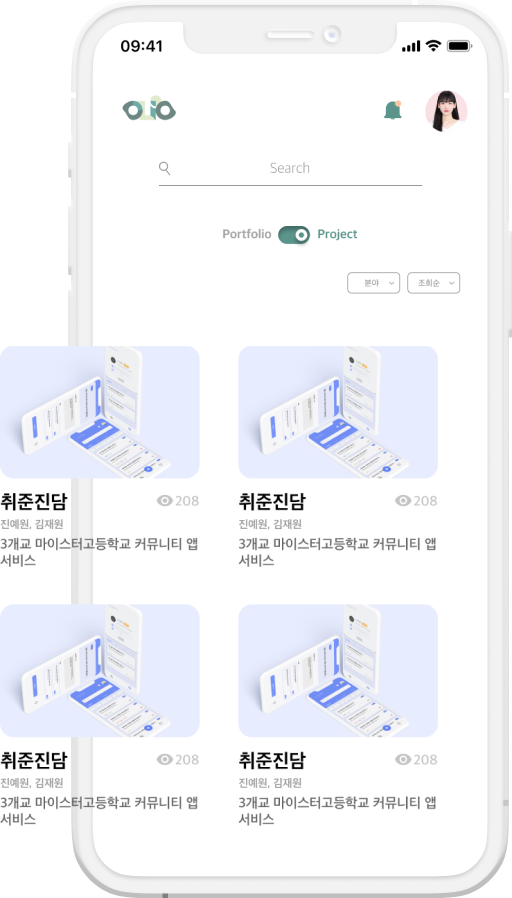 09:41
OLIO
Search
Portfolio Project
분야 조회순
취준진담 208
진예원, 김재원
3개교 마이스터고등학교 커뮤니티 앱
서비스
취준진담 208
진예원, 김재원
3개교 마이스터고등학교 커뮤니티 앱
서비스
취준진담 208
진예원, 김재원
3개교 마이스터고등학교 커뮤니티 앱
서비스
취준진담 208
진예원, 김재원
3개교 마이스터고등학교 커뮤니티 앱
서비스